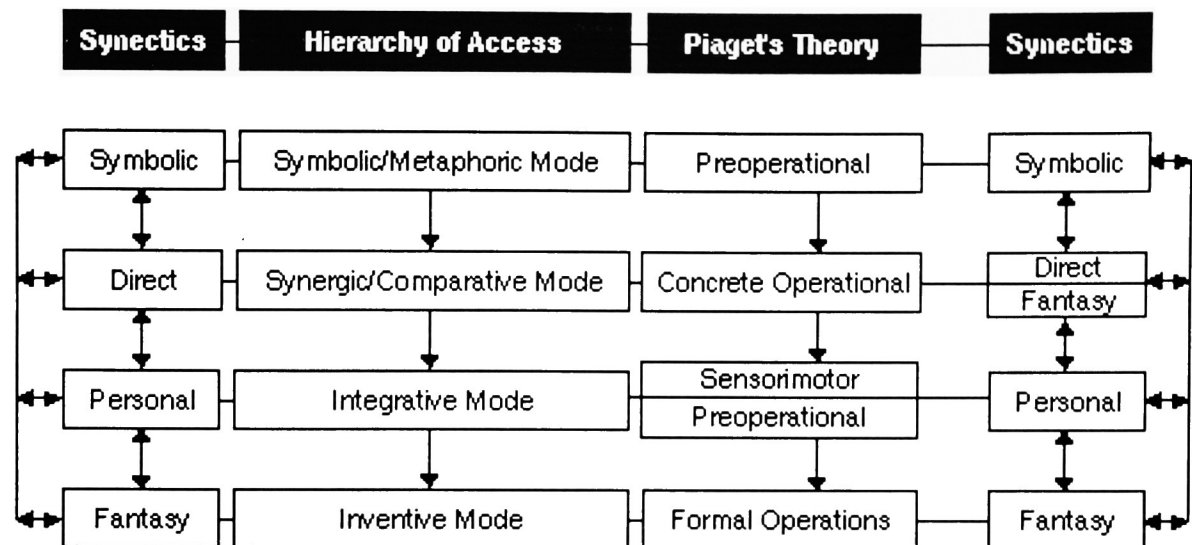 Synectics Hierarchy of Access Piaget's Theory Synectics
Symbolic Symbolic/Metaphoric Mode Preoperational Symbolic
Direct Synergic/Comparative Mode Concrete Operational Direct
Fantasy
Personal Integrative Mode Sensorimotor Personal
Preoperational
Fantasy Inventive Mode Formal Operations Fantasy